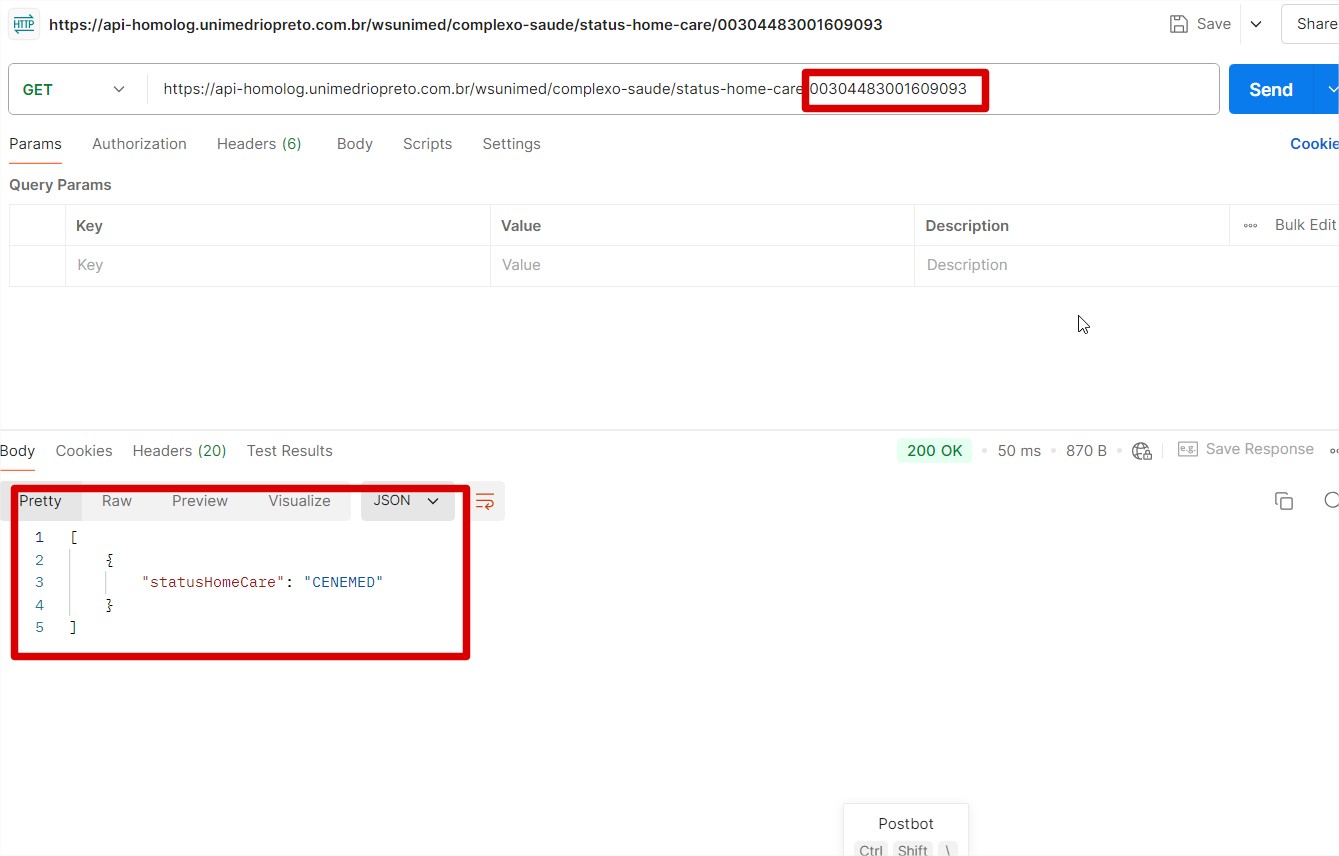 HTTP https://api-homolog.unimedriopreto.com.br/wsunimed/complexo-saude/status-home-care/00304483001609093 Save Share
GET https://api-homolog.unimedriopreto.com.br/wsunimed/complexo-saude/status-home-care/00304483001609093 Send
Params Authorization Headers (6) Body Scripts Settings Cookie
Query Params
Key Value Description Bulk Edit
Key Value Description
Body Cookies Headers (20) Test Results 200 OK 50 ms 870 B e.g. Save Response
Pretty Raw Preview Visualize JSON
1 [
2 {
3 "statusHomeCare": "CENEMED"
4 }
5 ]
Postbot
Ctrl Shift \